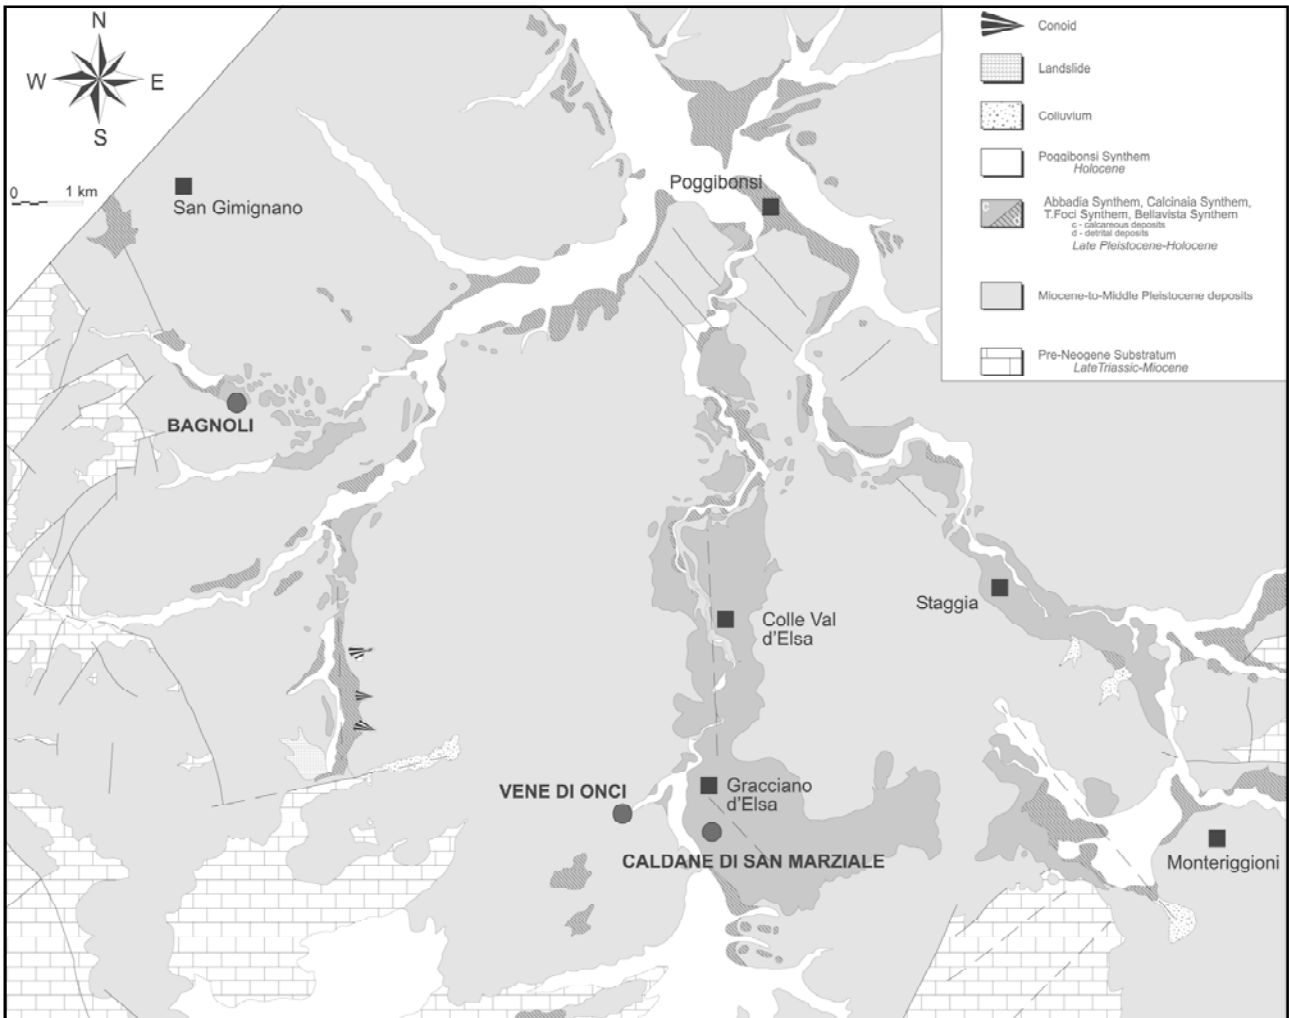 N
W E
S
0 1 km
San Gimignano
Poggibonsi
BAGNOLI
Staggia
Colle Val
d'Elsa
VENE DI ONCI
Gracciano
d'Elsa
CALDANE DI SAN MARZIALE
Monteriggioni
Conoid
Landslide
Colluvium
Poggibonsi Synthem
Holocene
c
d
Abbadia Synthem, Calcinaia Synthem,
T.Foci Synthem, Bellavista Synthem
c - calcareous deposits
d - detrital deposits
Late Pleistocene-Holocene
Miocene-to-Middle Pleistocene deposits
Pre-Neogene Substratum
LateTriassic-Miocene